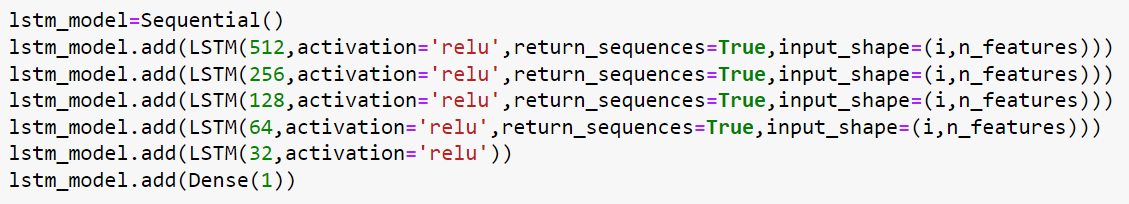 lstm_model=Sequential()
lstm_model.add(LSTM(512,activation='relu',return_sequences=True,input_shape=(i,n_features)))
lstm_model.add(LSTM(256,activation='relu',return_sequences=True,input_shape=(i,n_features)))
lstm_model.add(LSTM(128,activation='relu',return_sequences=True,input_shape=(i,n_features)))
lstm_model.add(LSTM(64,activation='relu',return_sequences=True,input_shape=(i,n_features)))
lstm_model.add(LSTM(32,activation='relu'))
lstm_model.add(Dense(1))